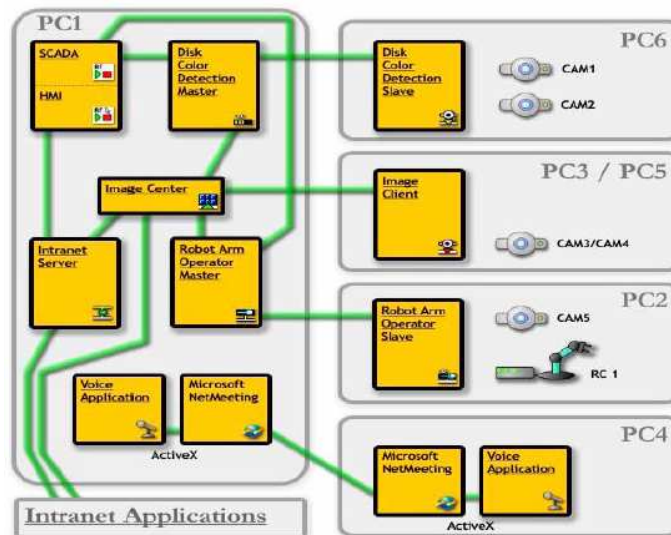 PC1
SCADA
HMI
Disk
Color
Detection
Master
Image Center
Intranet
Server
Robot Arm
Operator
Master
Voice
Application
Microsoft
NetMeeting
ActiveX
Intranet Applications
PC6
Disk
Color
Detection
Slave
CAM1
CAM2
PC3 / PC5
Image
Client
CAM3/CAM4
PC2
Robot Arm
Operator
Slave
CAM5
RC 1
PC4
Microsoft
NetMeeting
Voice
Application
ActiveX